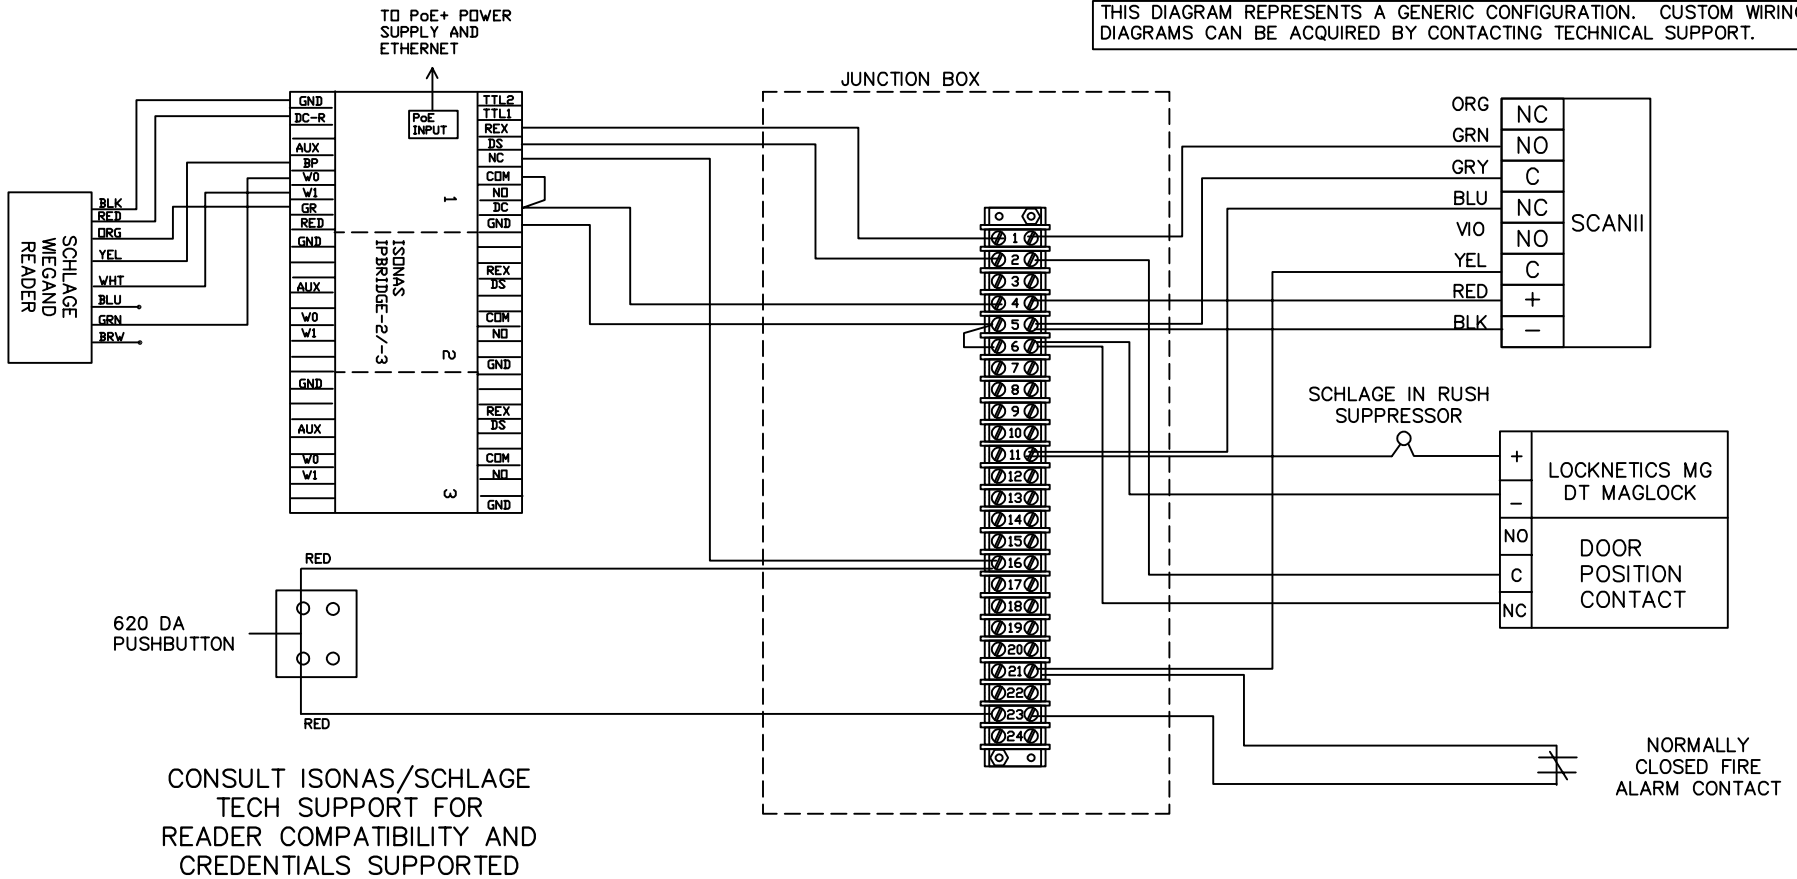 TO PoE+ POWER
SUPPLY AND
ETHERNET
THIS DIAGRAM REPRESENTS A GENERIC CONFIGURATION. CUSTOM WIRING
DIAGRAMS CAN BE ACQUIRED BY CONTACTING TECHNICAL SUPPORT.
JUNCTION BOX
SCHLAGE
WIEGAND
READER
BLK
RED
ORG
YEL
WHT
BLU
GRN
BRW
GND
DC-R
AUX
BP
W0
W1
GR
RED
GND
AUX
W0
W1
GND
AUX
W0
W1
PoE
INPUT
1
ISONAS
IPBRIDGE-2/-3
2
3
TTL2
TTL1
REX
DS
NC
COM
NO
DC
GND
REX
DS
COM
NO
GND
REX
DS
COM
NO
GND
1
2
3
4
5
6
7
8
9
10
11
12
13
14
15
16
17
18
19
20
21
22
23
24
ORG
GRN
GRY
BLU
VIO
YEL
RED
BLK
NC
NO
C
NC
NO
C
+
-
SCANII
SCHLAGE IN RUSH
SUPPRESSOR
+
-
LOCKNETICS MG
DT MAGLOCK
NO
C
NC
DOOR
POSITION
CONTACT
RED
620 DA
PUSHBUTTON
RED
NORMALLY
CLOSED FIRE
ALARM CONTACT
CONSULT ISONAS/SCHLAGE
TECH SUPPORT FOR
READER COMPATIBILITY AND
CREDENTIALS SUPPORTED